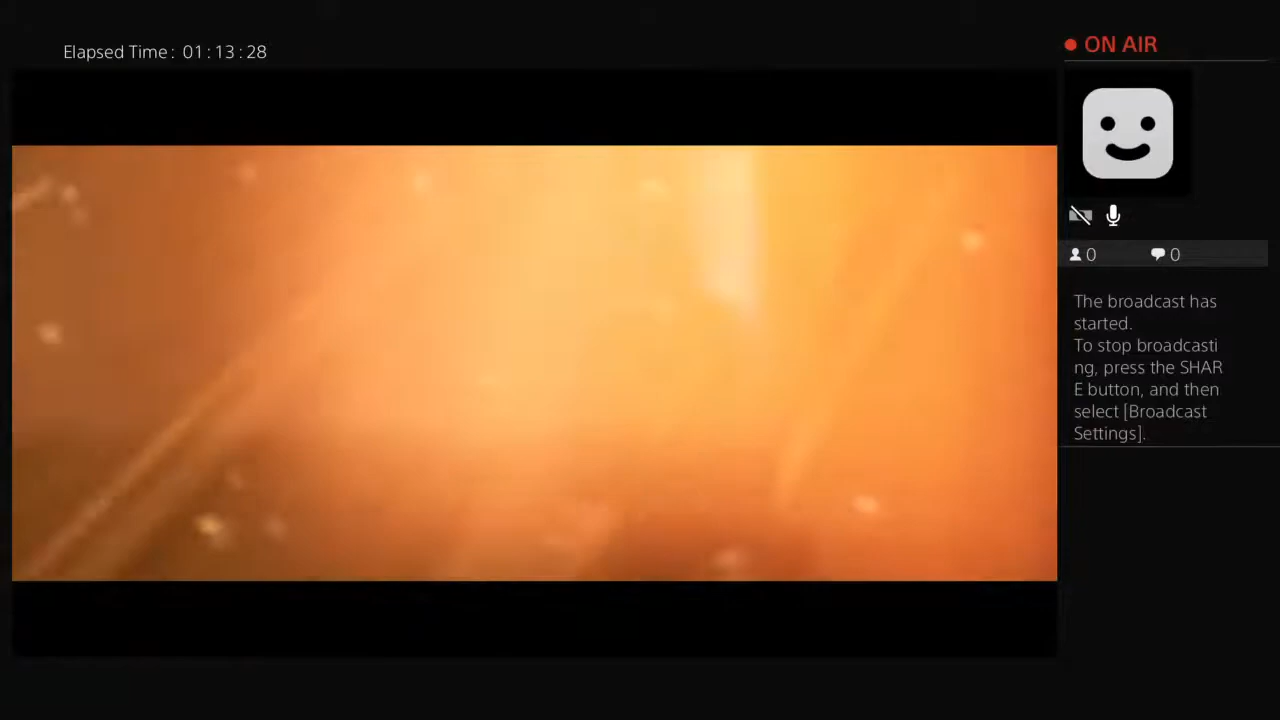 Elapsed Time: 01:13:28
ON AIR
0 0
The broadcast has
started.
To stop broadcasti
ng, press the SHAR
E button, and then
select [Broadcast
Settings].